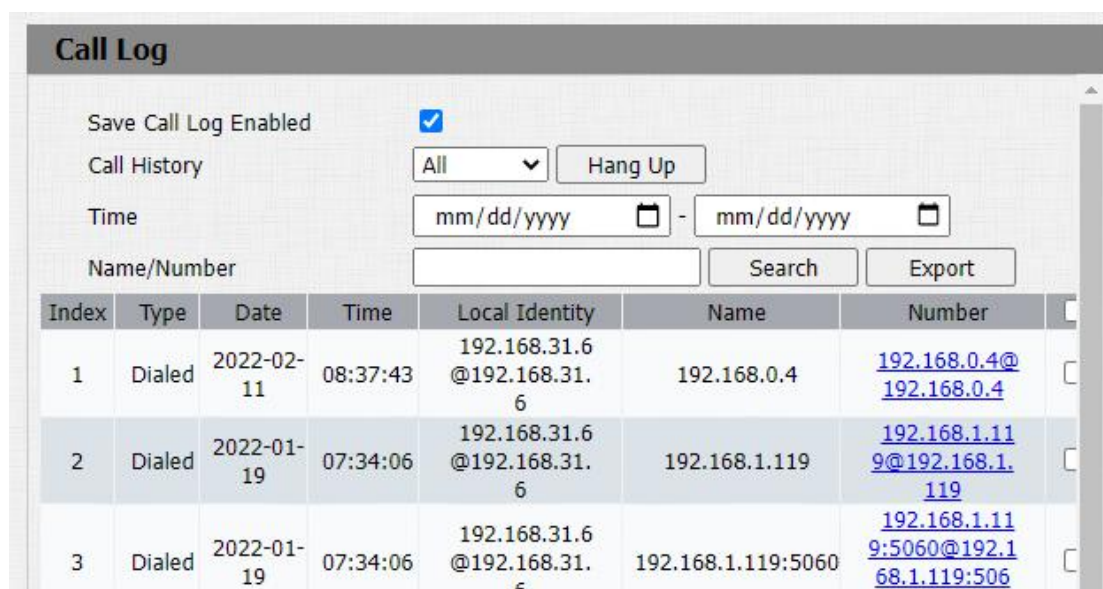 Call Log
Save Call Log Enabled
Call History All Hang Up
Time mm/dd/yyyy - mm/dd/yyyy
Name/Number Search Export
Index Type Date Time Local Identity Name Number
192.168.31.6
1 Dialed 2022-02- 08:37:43 @192.168.31. 192.168.0.4 192.168.0.4@
11 6 192.168.0.4
192.168.31.6 192.168.1.11
2 Dialed 2022-01- 07:34:06 @192.168.31. 192.168.1.119 9@192.168.1.
19 6 119
192.168.31.6 192.168.1.11
3 Dialed 2022-01- 07:34:06 @192.168.31. 192.168.1.119:5060 9:5060@192.1
19 68.1.119:506